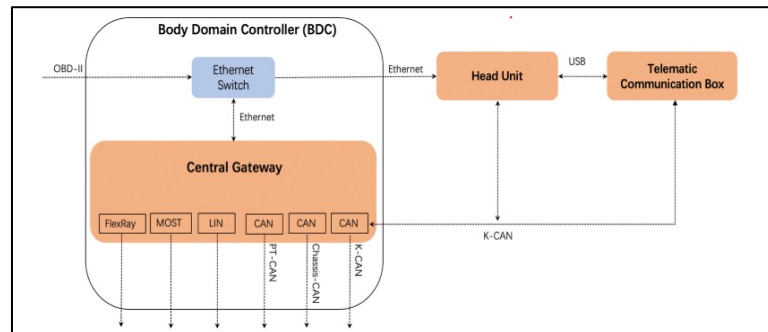 Body Domain Controller (BDC)
OBD-II
Ethernet
Switch
Ethernet
Head Unit
USB
Telematic
Communication Box
Ethernet
Central Gateway
FlexRay
MOST
LIN
CAN
CAN
CAN
K-CAN
PT-CAN
Chassis-CAN
K-CAN